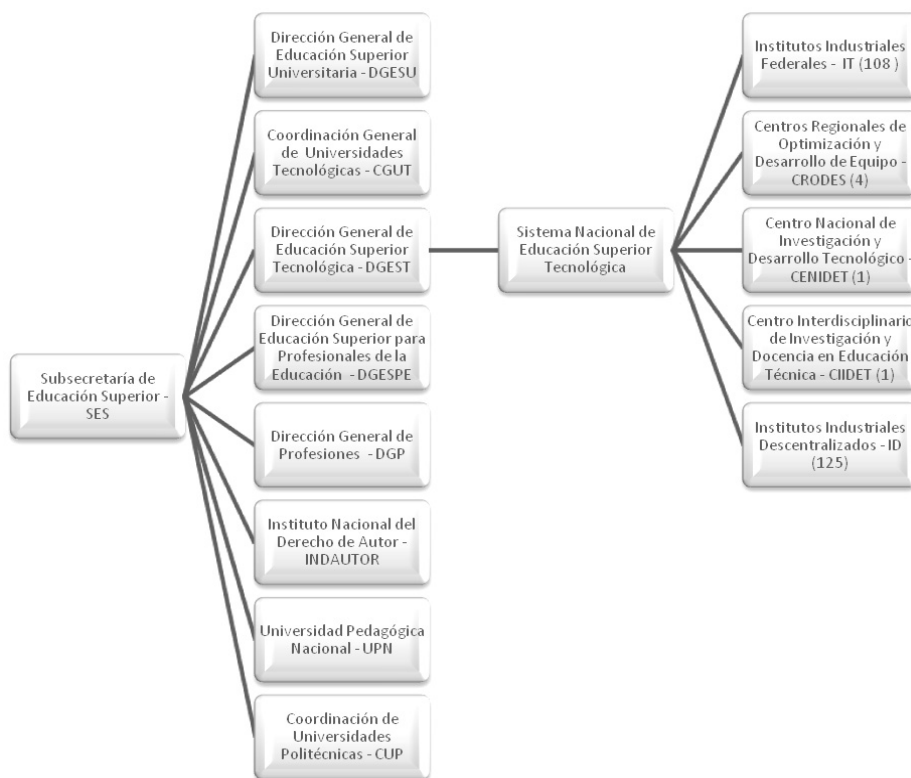 Subsecretaría de
Educación Superior -
SES
Dirección General de
Educación Superior
Universitaria - DGESU
Coordinación General
de Universidades
Tecnológicas - CGUT
Dirección General de
Educación Superior
Tecnológica - DGEST
Dirección General de
Educación Superior para
Profesionales de la
Educación - DGESPE
Dirección General de
Profesiones - DGP
Instituto Nacional del
Derecho de Autor -
INDAUTOR
Universidad Pedagógica
Nacional - UPN
Coordinación de
Universidades
Politécnicas - CUP
Sistema Nacional de
Educación Superior
Tecnológica
Institutos Industriales
Federales - IT (108 )
Centros Regionales de
Optimización y
Desarrollo de Equipo -
CRODES (4)
Centro Nacional de
Investigación y
Desarrollo Tecnológico -
CENIDET (1)
Centro Interdisciplinario
de Investigación y
Docencia en Educación
Técnica - CIIDET (1)
Institutos Industriales
Descentralizados - ID
(125)